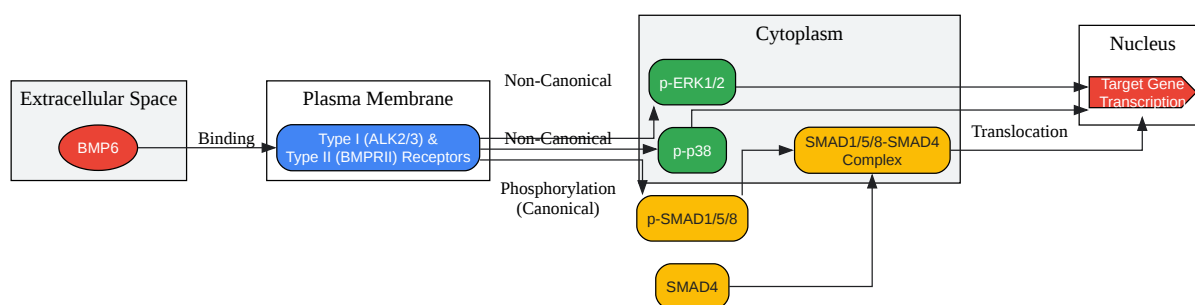 Extracellular Space
BMP6
Binding
Plasma Membrane
Type I (ALK2/3) &
Type II (BMPRII) Receptors
Non-Canonical
Non-Canonical
Phosphorylation
(Canonical)
Cytoplasm
p-ERK1/2
p-p38
SMAD1/5/8-SMAD4
Complex
p-SMAD1/5/8
SMAD4
Translocation
Nucleus
Target Gene
Transcription